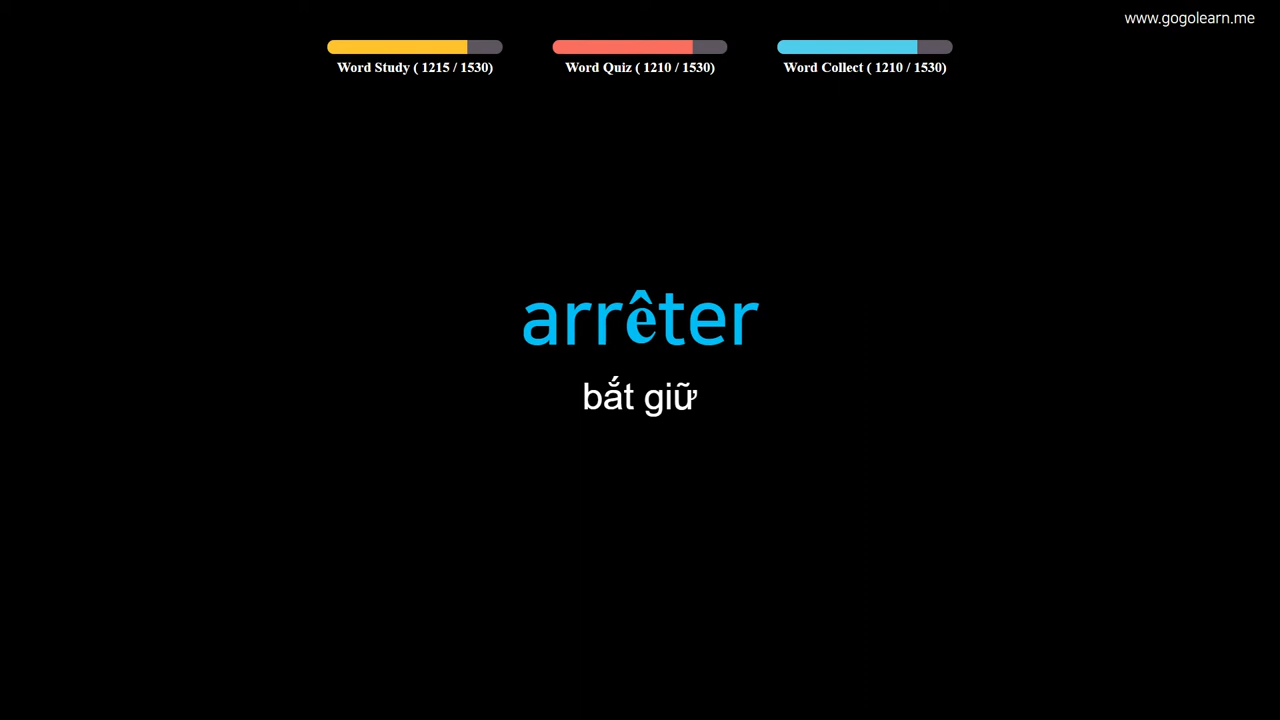 www.gogolearn.me
Word Study ( 1215 / 1530)
Word Quiz ( 1210 / 1530)
Word Collect ( 1210 / 1530)
arrêter
bắt giữ